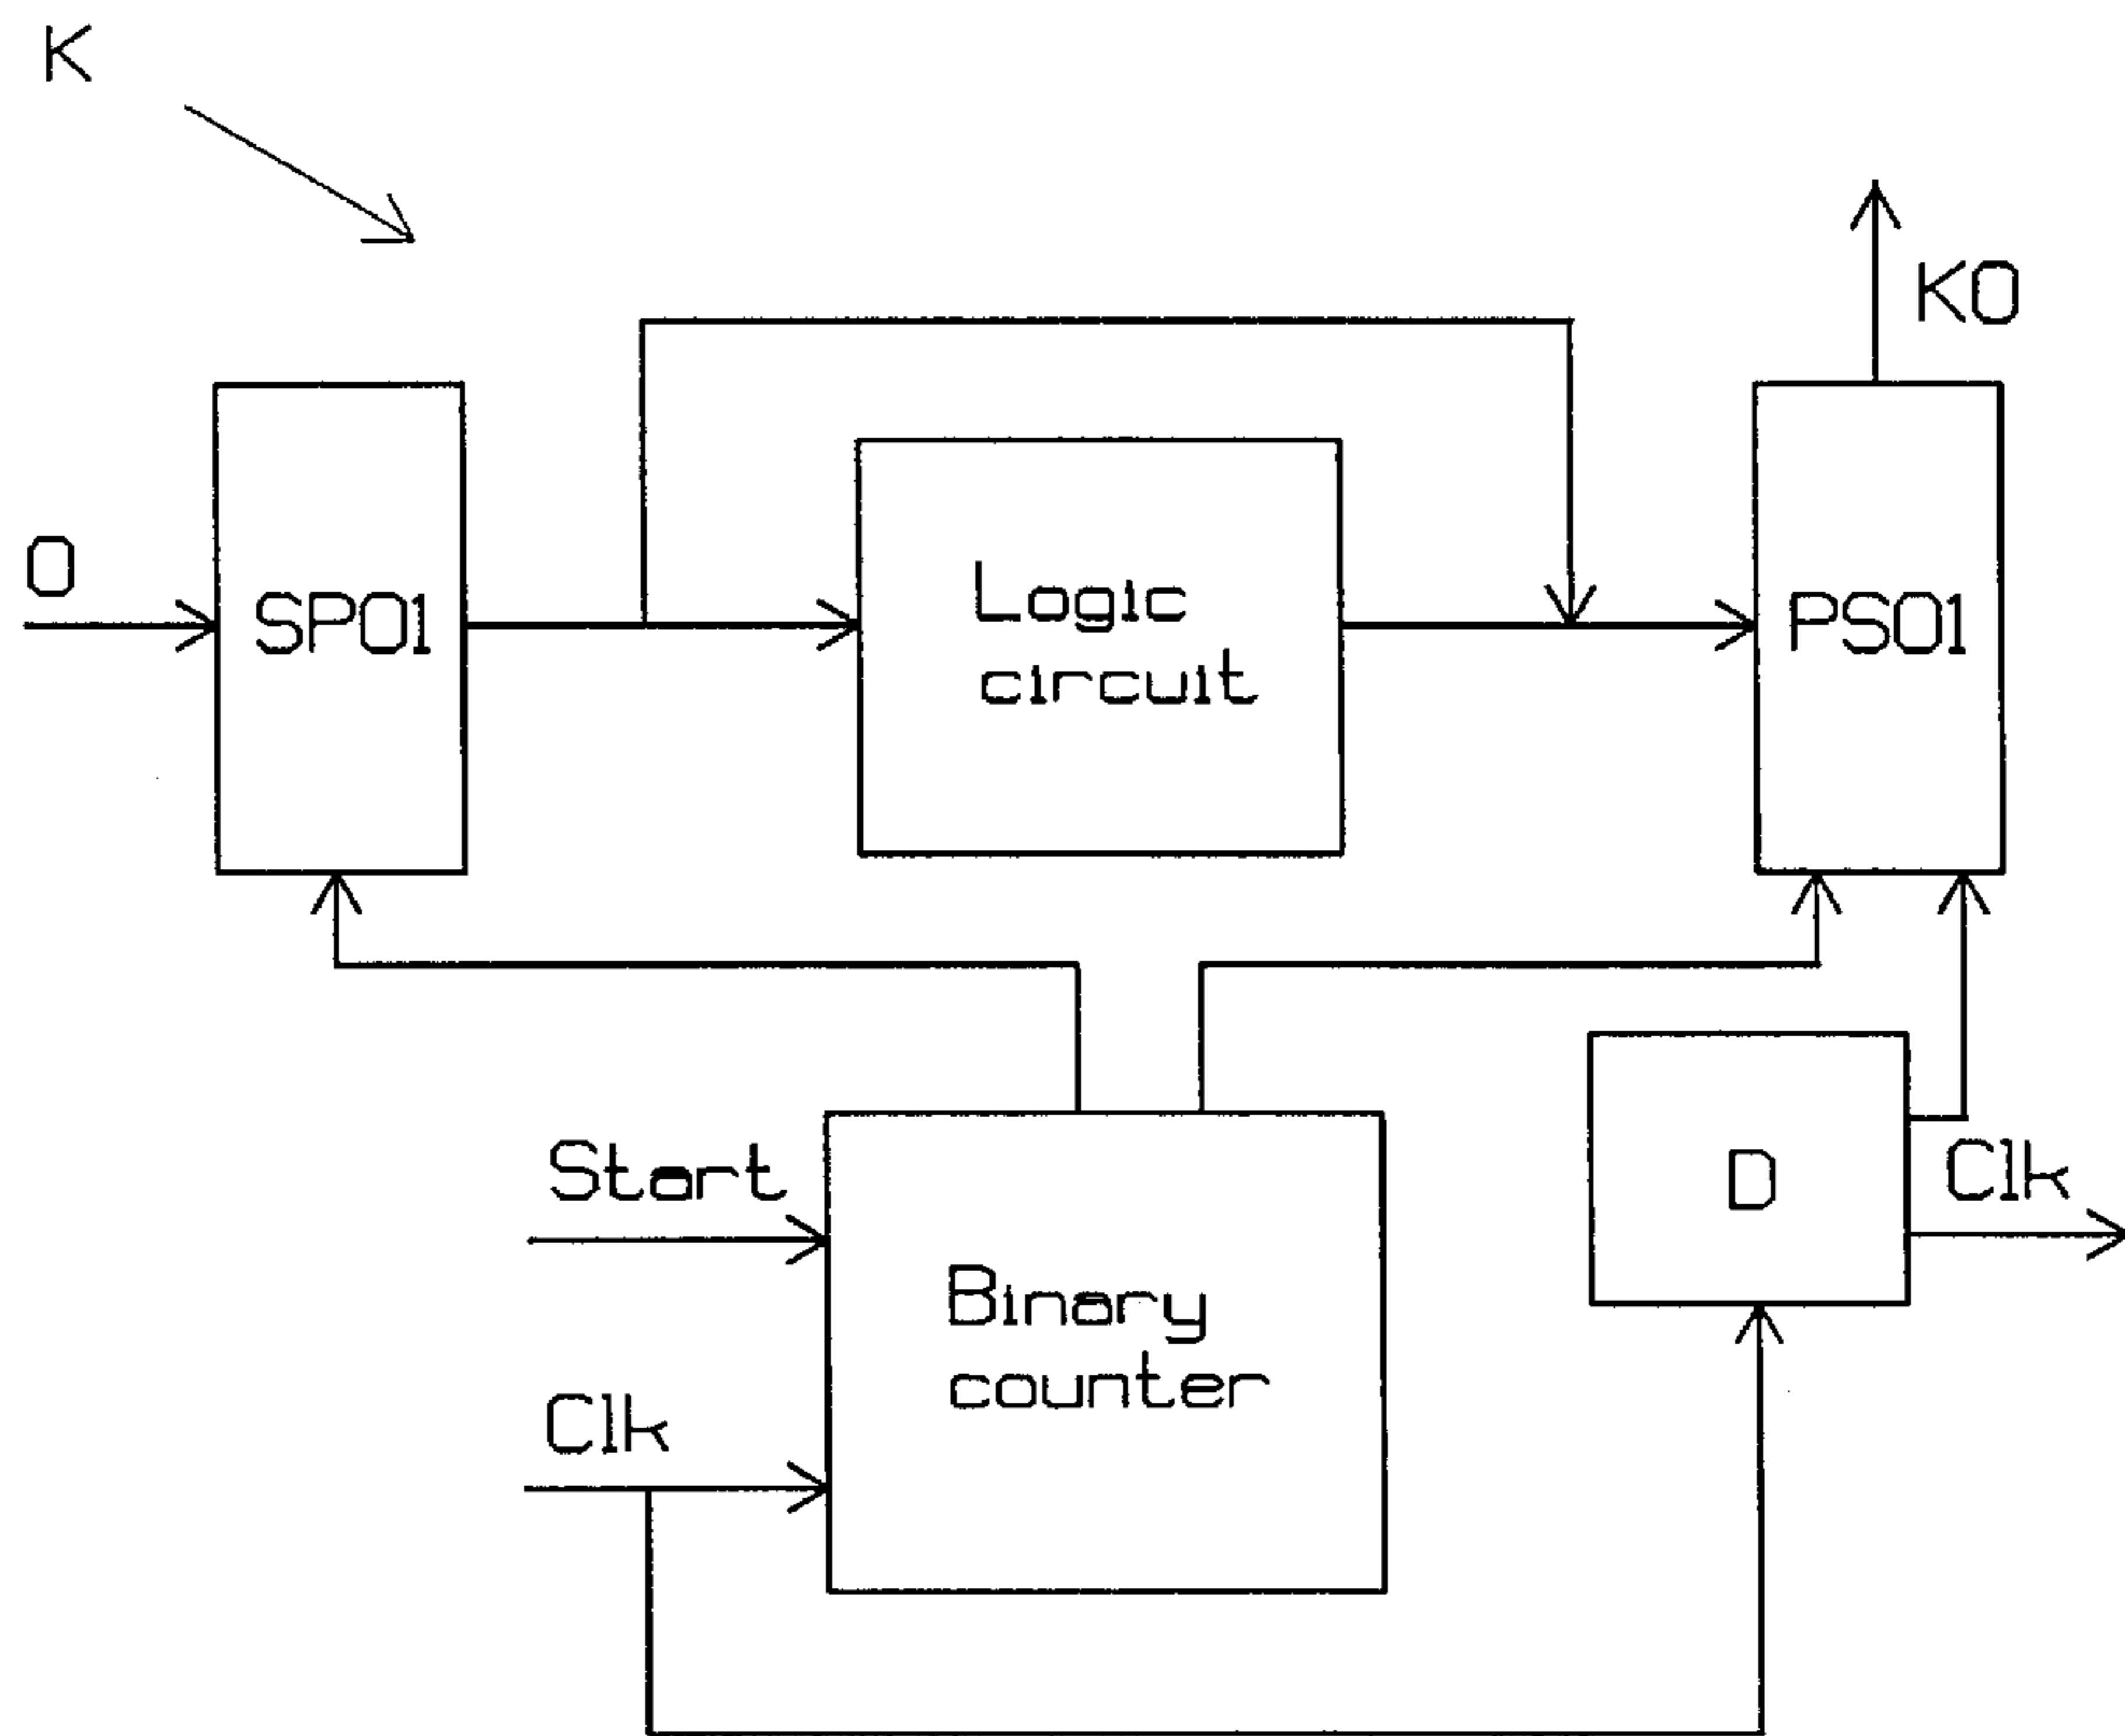 K
KO
O
SPO1
Logic
circuit
PSO1
Start
D
Clk
Binary
counter
Clk